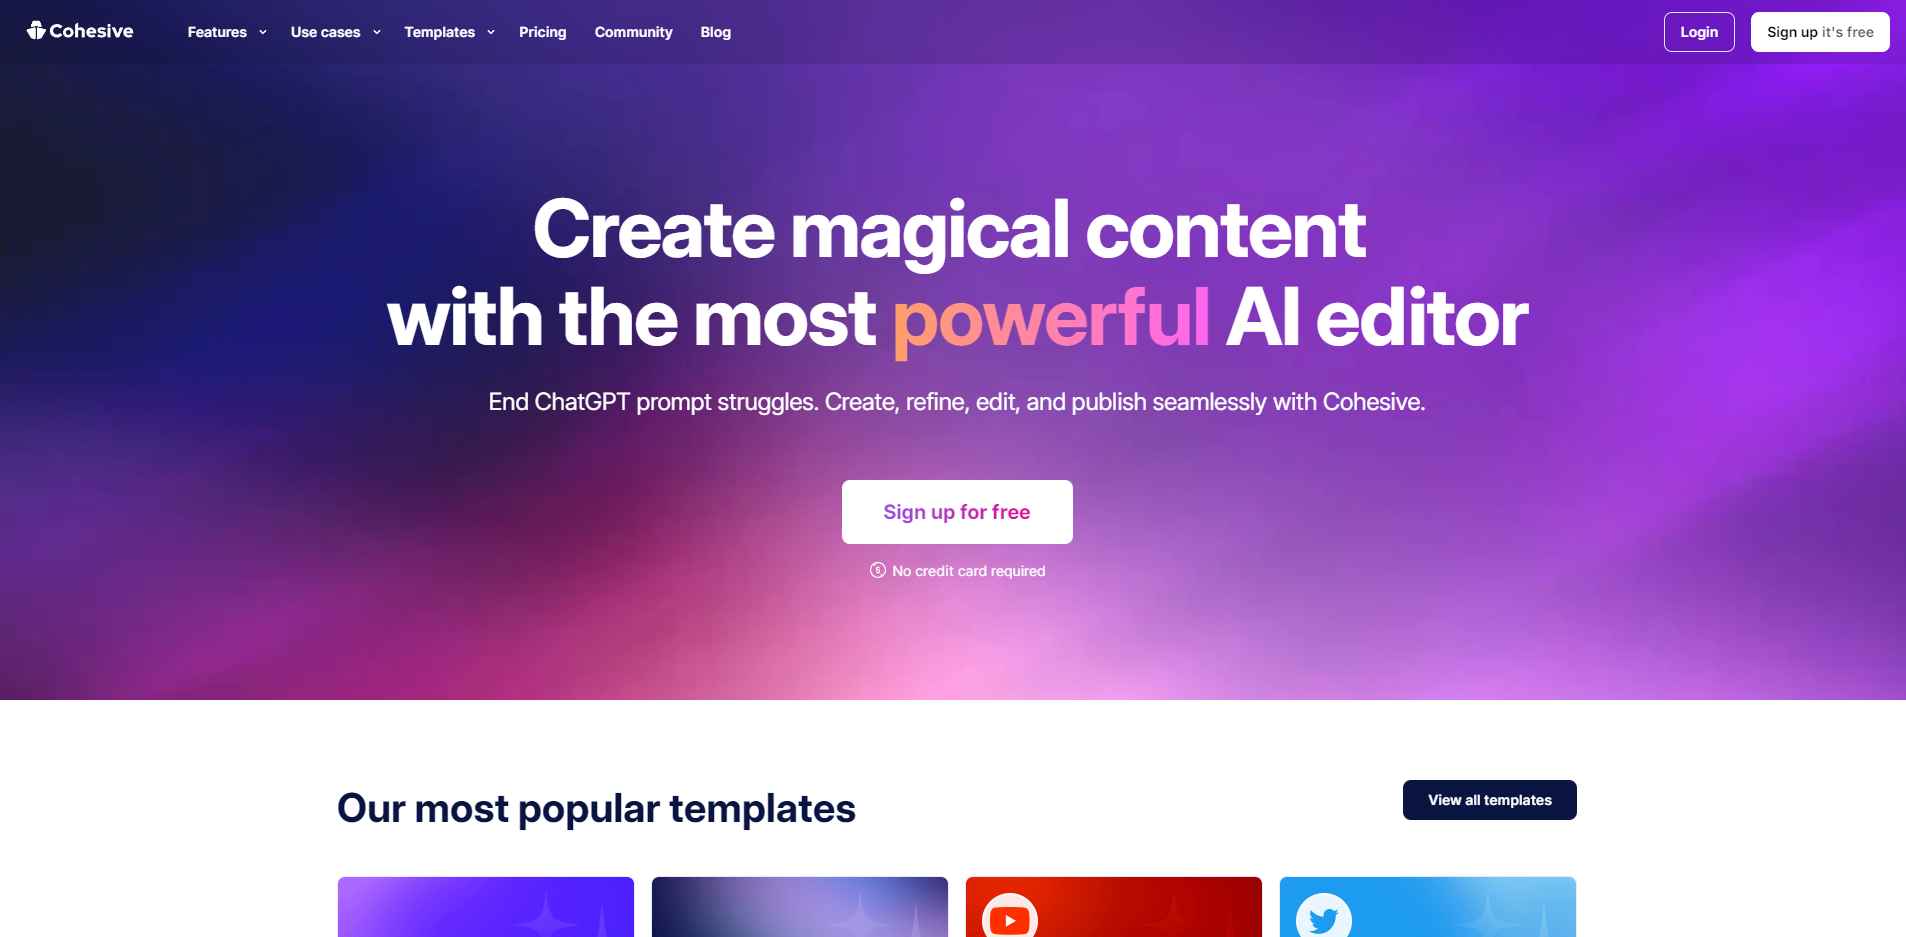 Cohesive
Features
Use cases
Templates
Pricing
Community
Blog
Login
Sign up it's free
Create magical content
with the most powerful AI editor
End ChatGPT prompt struggles. Create, refine, edit, and publish seamlessly with Cohesive.
Sign up for free
No credit card required
Our most popular templates
View all templates